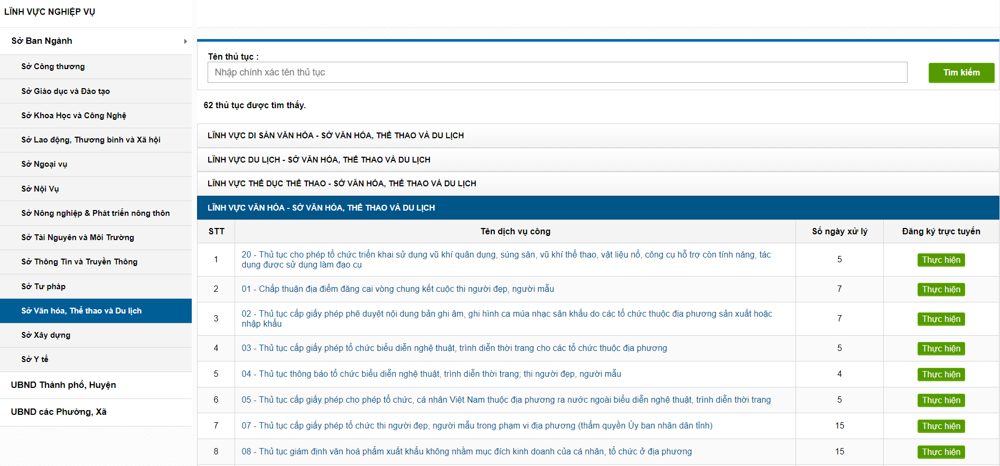 LĨNH VỰC NGHIỆP VỤ
Sở Ban Ngành
Sở Công thương
Sở Giáo dục và Đào tạo
Sở Khoa Học và Công Nghệ
Sở Lao động, Thương binh và Xã hội
Sở Ngoại vụ
Sở Nội Vụ
Sở Nông nghiệp & Phát triển nông thôn
Sở Tài Nguyên và Môi Trường
Sở Thông Tin và Truyền Thông
Sở Tư pháp
Sở Văn hóa, Thể thao và Du lịch
Sở Xây dựng
Sở Y tế
UBND Thành phố, Huyện
UBND các Phường, Xã
Tên thủ tục :
Nhập chính xác tên thủ tục
Tìm kiếm
62 thủ tục được tìm thấy.
LĨNH VỰC DI SẢN VĂN HÓA - SỞ VĂN HÓA, THỂ THAO VÀ DU LỊCH
LĨNH VỰC DU LỊCH - SỞ VĂN HÓA, THỂ THAO VÀ DU LỊCH
LĨNH VỰC THỂ DỤC THỂ THAO - SỞ VĂN HÓA, THỂ THAO VÀ DU LỊCH
LĨNH VỰC VĂN HÓA - SỞ VĂN HÓA, THỂ THAO VÀ DU LỊCH
STT Tên dịch vụ công Số ngày xử lý Đăng ký trực tuyến
1 20 - Thủ tục cho phép tổ chức triển khai sử dụng vũ khí quân dụng, súng săn, vũ khí thể thao, vật liệu nổ, công cụ hỗ trợ còn tính năng, tác
dụng được sử dụng làm đạo cụ 5 Thực hiện
2 01 - Chấp thuận địa điểm đăng cai vòng chung kết cuộc thi người đẹp, người mẫu 7 Thực hiện
3 02 - Thủ tục cấp giấy phép phê duyệt nội dung bản ghi âm, ghi hình ca múa nhạc sân khấu do các tổ chức thuộc địa phương sản xuất hoặc
nhập khẩu 7 Thực hiện
4 03 - Thủ tục cấp giấy phép tổ chức biểu diễn nghệ thuật, trình diễn thời trang cho các tổ chức thuộc địa phương 5 Thực hiện
5 04 - Thủ tục thông báo tổ chức biểu diễn nghệ thuật, trình diễn thời trang; thi người đẹp, người mẫu 4 Thực hiện
6 05 - Thủ tục cấp giấy phép cho phép tổ chức, cá nhân Việt Nam thuộc địa phương ra nước ngoài biểu diễn nghệ thuật, trình diễn thời trang 5 Thực hiện
7 07 - Thủ tục cấp giấy phép tổ chức thi người đẹp, người mẫu trong phạm vi địa phương (thẩm quyền Ủy ban nhân dân tỉnh) 15 Thực hiện
8 08 - Thủ tục giám định văn hoá phẩm xuất khẩu không nhằm mục đích kinh doanh của cá nhân, tổ chức ở địa phương 15 Thực hiện